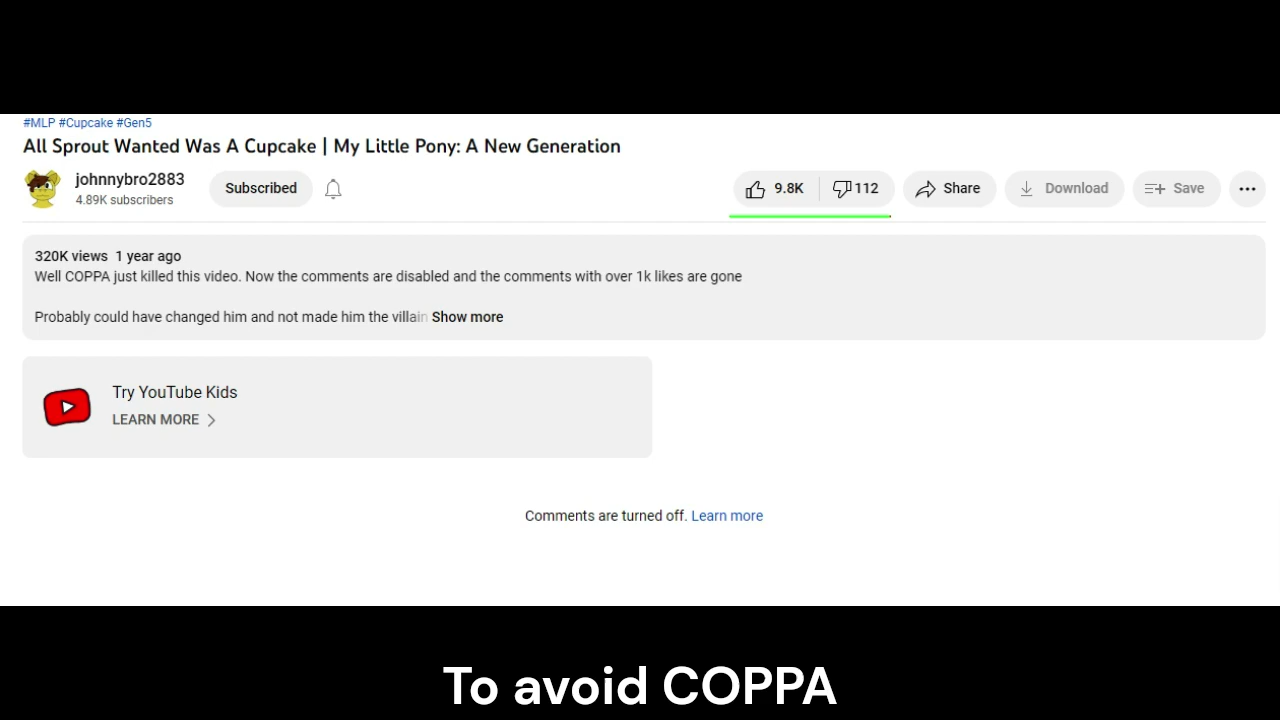 #MLP #Cupcake #Gen5
All Sprout Wanted Was A Cupcake | My Little Pony: A New Generation
johnnybro2883
4.89K subscribers
Subscribed
9.8K
112
Share
Download
Save
320K views 1 year ago
Well COPPA just killed this video. Now the comments are disabled and the comments with over 1k likes are gone
Probably could have changed him and not made him the villain Show more
Try YouTube Kids
LEARN MORE
Comments are turned off. Learn more
To avoid COPPA